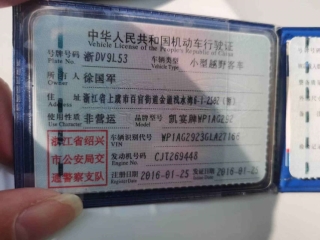 中华人民共和国机动车行驶证
Vehicle License of the People's Republic of China
号牌号码 浙DV9L53 车辆类型 小型越野客车
Plate No. Vehicle Type
所有人 徐国军
Owner
住址 浙江省上虞市百官街道金
Address
使用性质 非营运 品牌型号 凯宴牌WP1AG292
Use Character Model
浙江省绍兴
市公安局交
通警察支队
车辆识别代号 WP1AG2923GLA27166
VIN
发动机号码 CJT269448
Engine No.
注册日期 2016-01-25 发证日期 2016-01-25
Register Date Issue Date